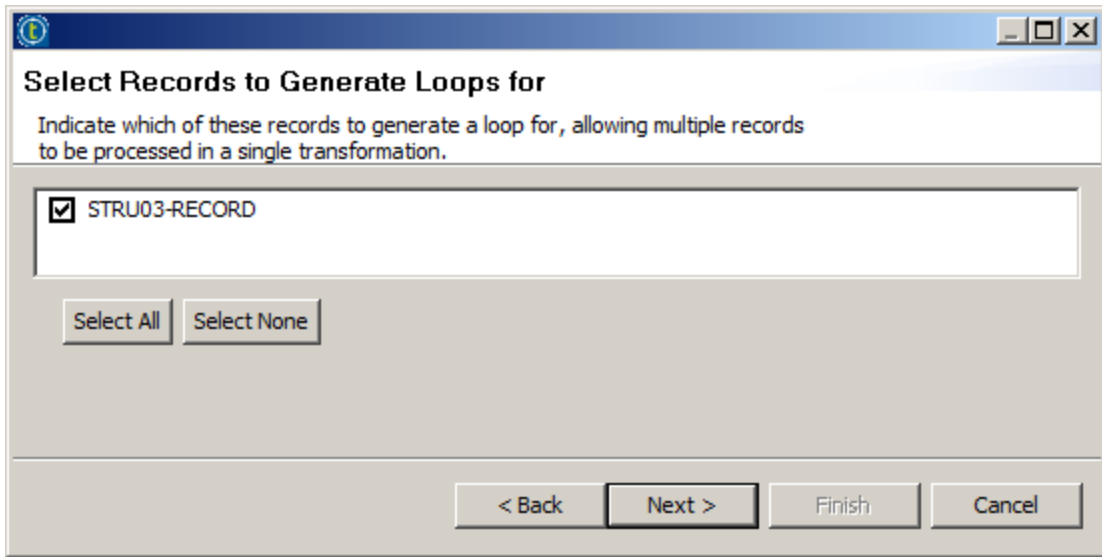 Select Records to Generate Loops for
Indicate which of these records to generate a loop for, allowing multiple records
to be processed in a single transformation.
STRU03-RECORD
Select All Select None
< Back Next > Finish Cancel